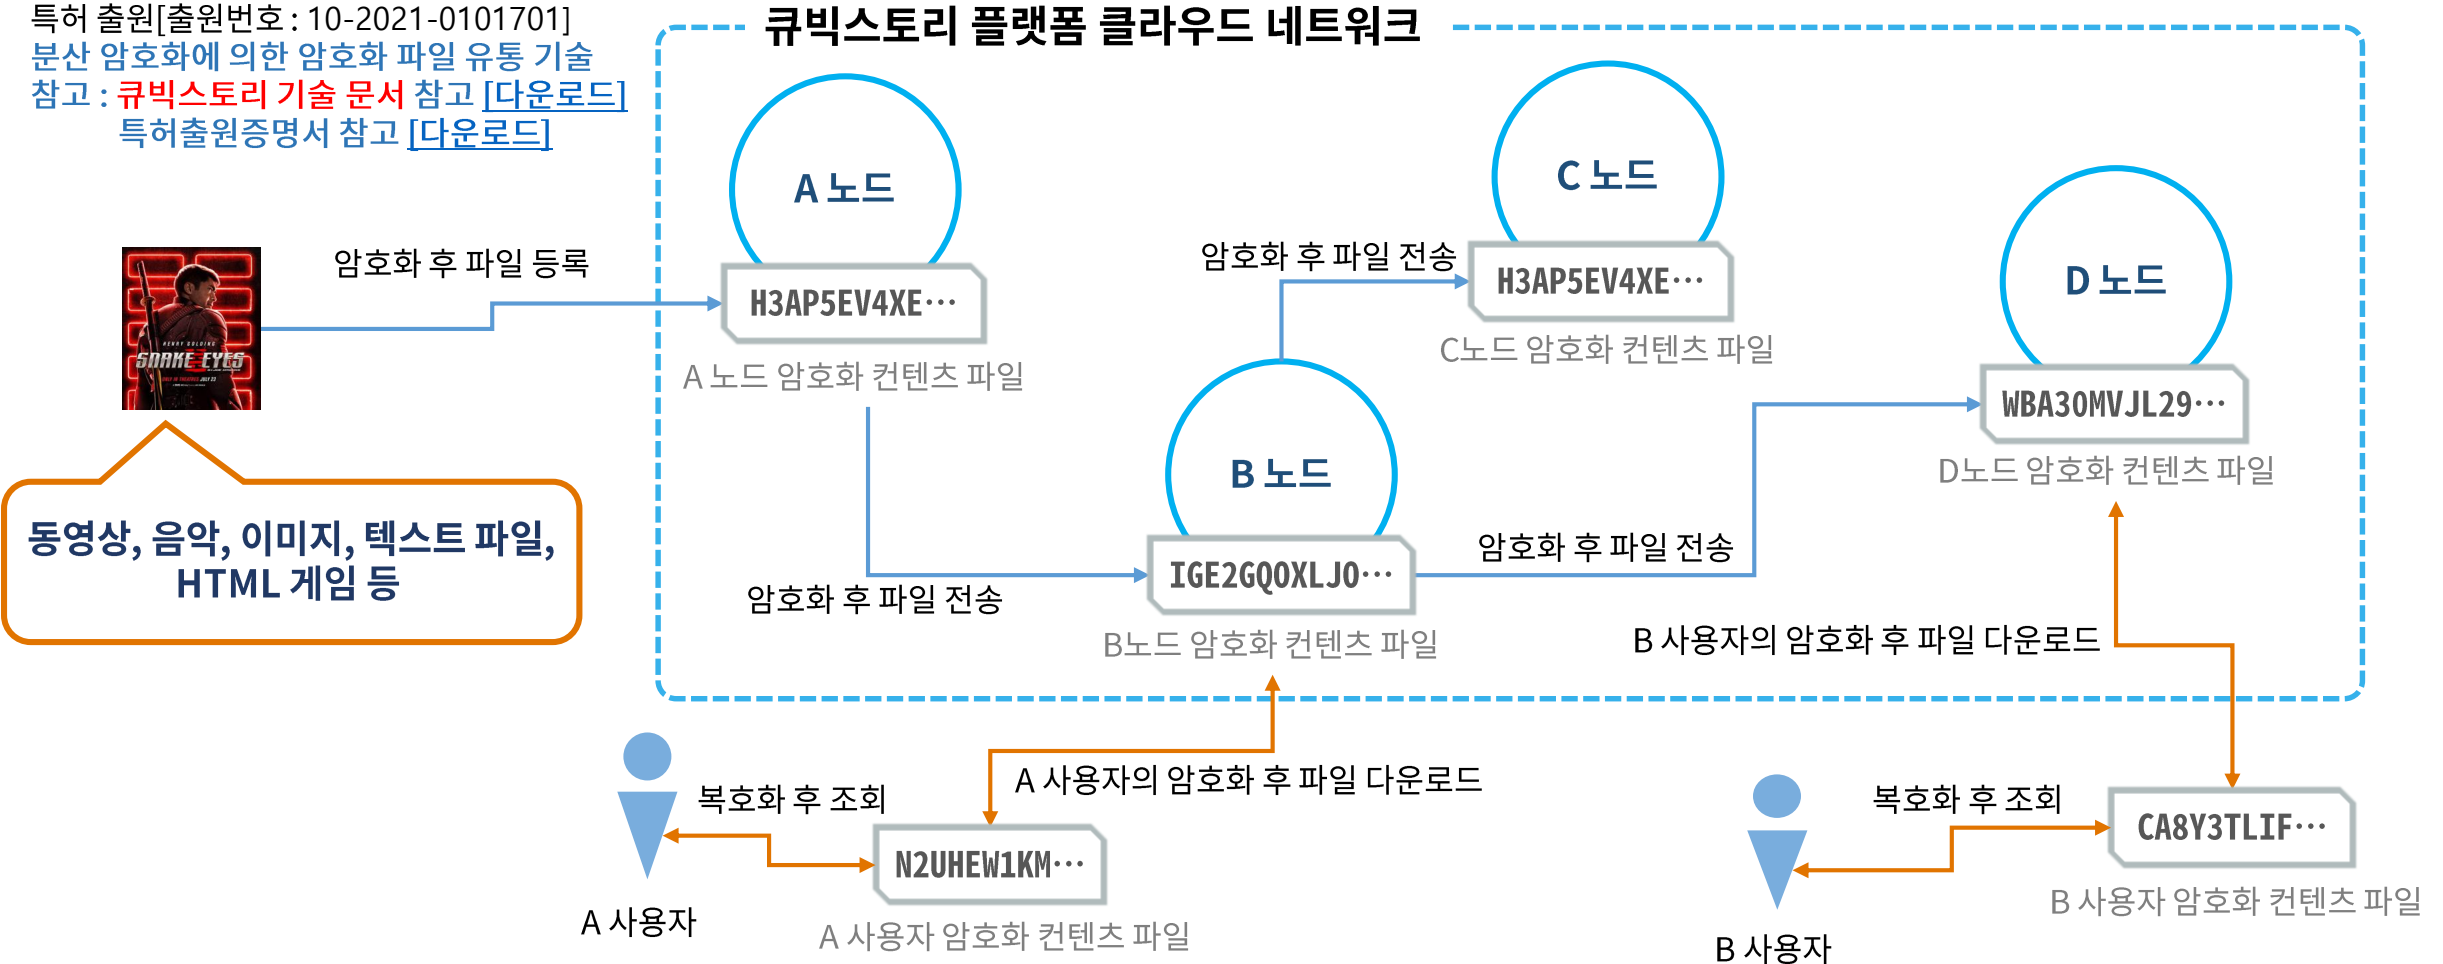 특허 출원[출원번호 : 10-2021-0101701]
분산 암호화에 의한 암호화 파일 유통 기술
참고 : 큐빅스토리 기술 문서 참고 [다운로드]
특허출원증명서 참고 [다운로드]
큐빅스토리 플랫폼 클라우드 네트워크
A 노드
H3AP5EV4XE···
A 노드 암호화 컨텐츠 파일
C 노드
암호화 후 파일 전송
H3AP5EV4XE···
C노드 암호화 컨텐츠 파일
D 노드
WBA30MVJL29···
D노드 암호화 컨텐츠 파일
암호화 후 파일 등록
HENRY GOLDING
SNAKE EYES
동영상, 음악, 이미지, 텍스트 파일,
HTML 게임 등
B 노드
IGE2GQOXLJO···
B노드 암호화 컨텐츠 파일
암호화 후 파일 전송
암호화 후 파일 전송
B 사용자의 암호화 후 파일 다운로드
A 사용자의 암호화 후 파일 다운로드
복호화 후 조회
N2UHEW1KM···
A 사용자
A 사용자 암호화 컨텐츠 파일
복호화 후 조회
CA8Y3TLIF···
B 사용자 암호화 컨텐츠 파일
B 사용자